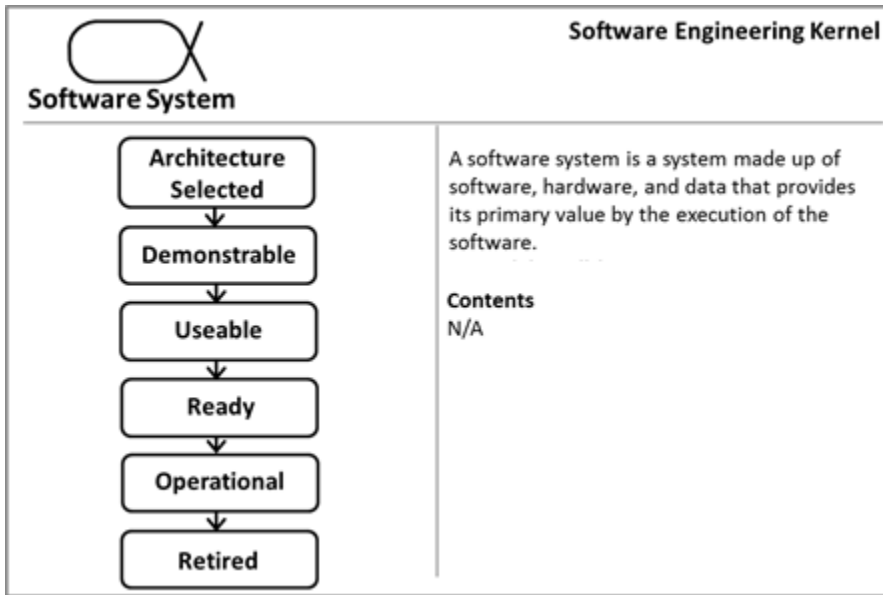 Software Engineering Kernel
Software System
Architecture
Selected
Demonstrable
Useable
Ready
Operational
Retired
A software system is a system made up of
software, hardware, and data that provides
its primary value by the execution of the
software.
Contents
N/A